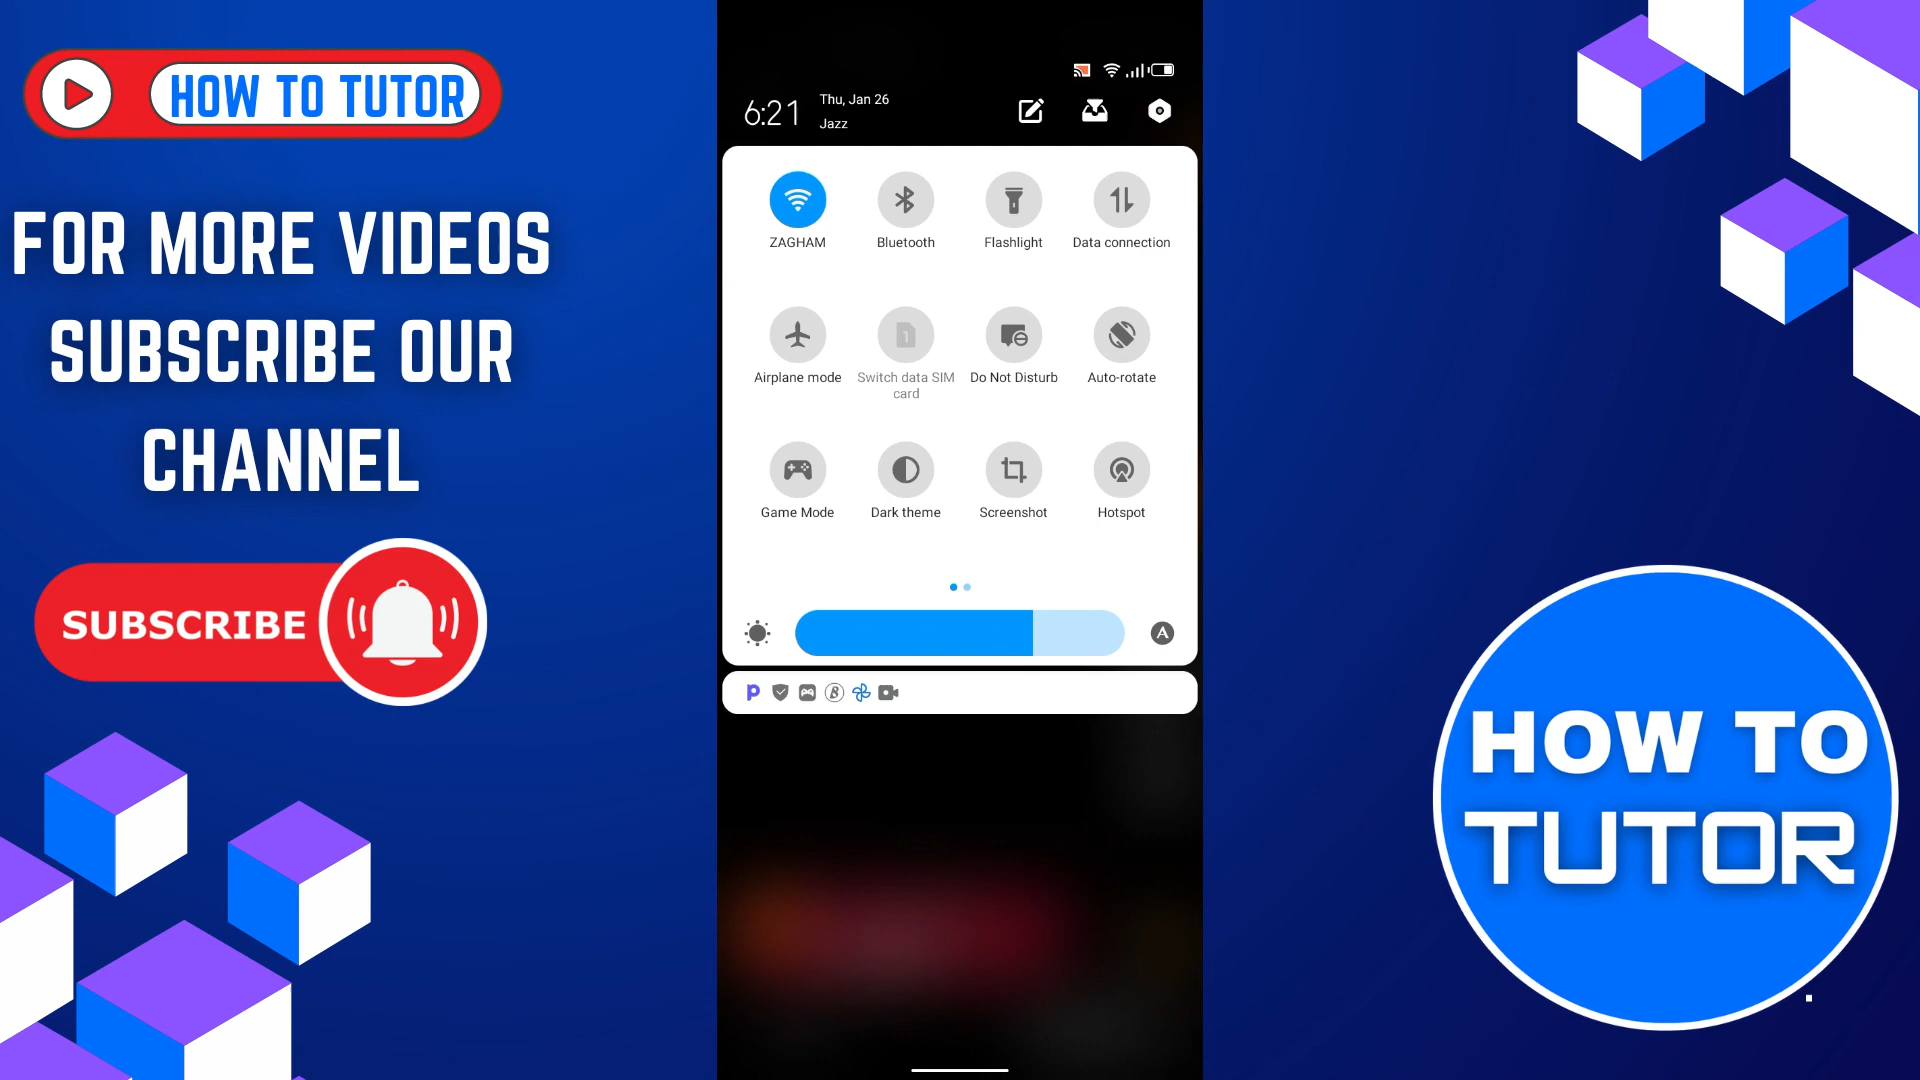 HOW TO TUTOR
FOR MORE VIDEOS
SUBSCRIBE OUR
CHANNEL
SUBSCRIBE
6:21
Thu, Jan 26
Jazz
ZAGHAM
Bluetooth
Flashlight
Data connection
Airplane mode
1
Switch data SIM
card
Do Not Disturb
Auto-rotate
Game Mode
Dark theme
Screenshot
Hotspot
A
HOW TO
TUTOR